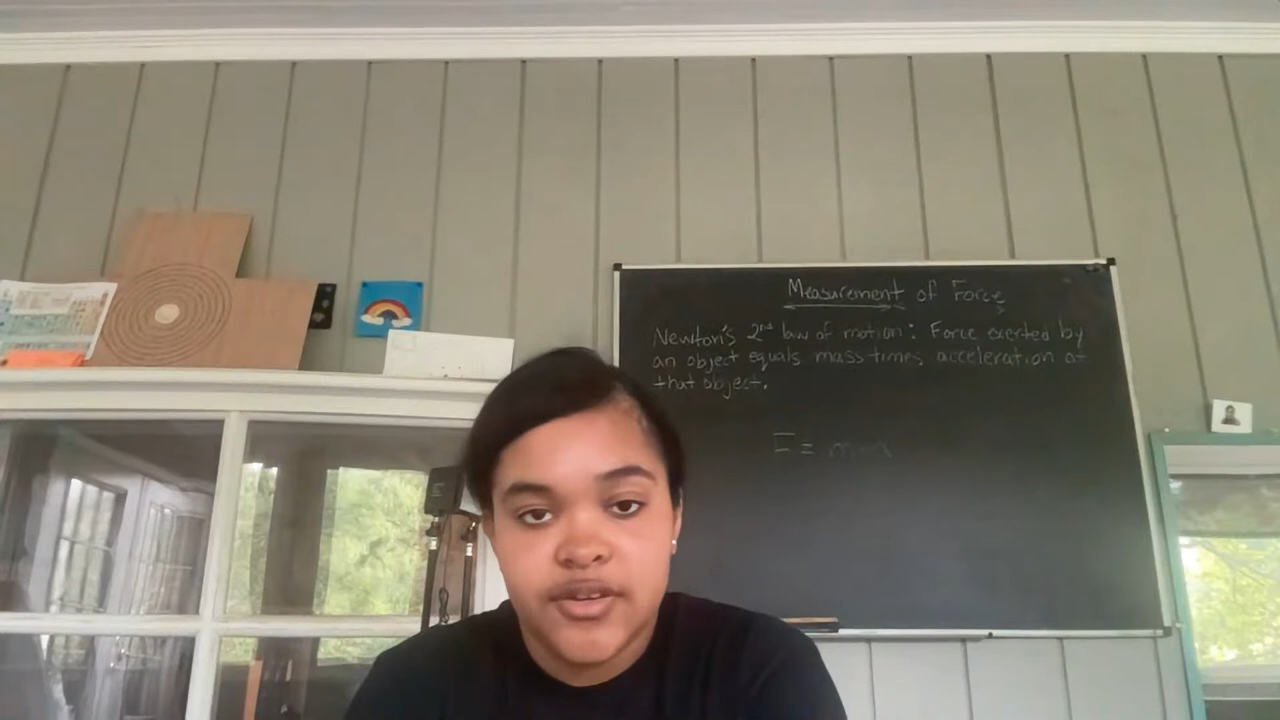 Measurement of Force
Newton's 2nd law of motion: Force exerted by
an object equals mass times acceleration of
that object.
F = m·a